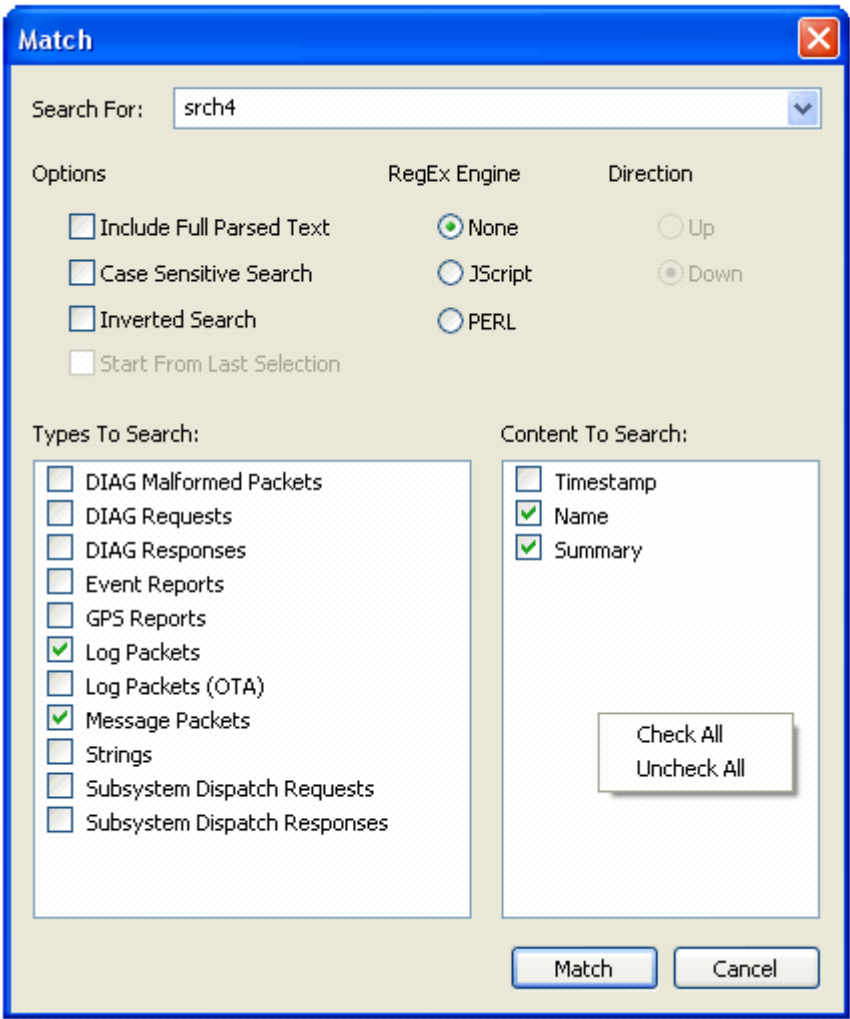 Match
Search For: srch4
Options RegEx Engine Direction
Include Full Parsed Text None Up
Case Sensitive Search JScript Down
Inverted Search PERL
Start From Last Selection
Types To Search: Content To Search:
DIAG Malformed Packets Timestamp
DIAG Requests Name
DIAG Responses Summary
Event Reports
GPS Reports
Log Packets
Log Packets (OTA)
Message Packets Check All
Strings Uncheck All
Subsystem Dispatch Requests
Subsystem Dispatch Responses
Match Cancel